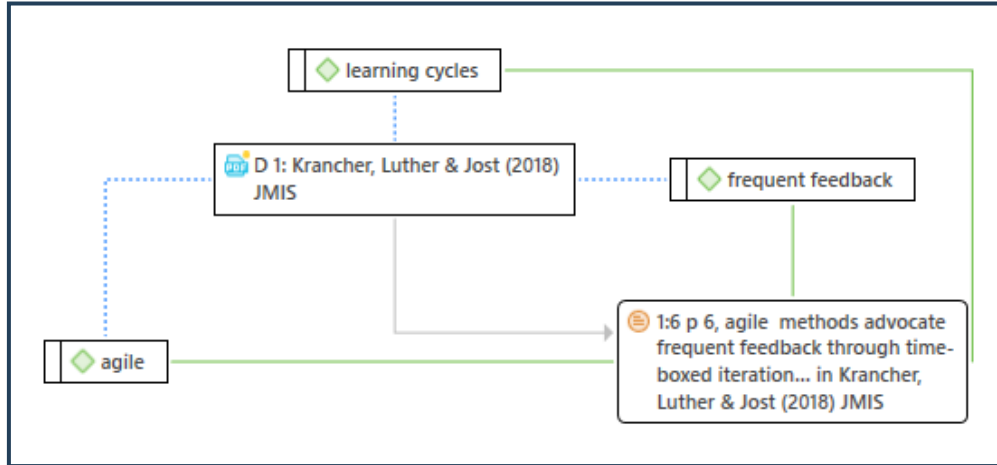 learning cycles
D 1: Krancher, Luther & Jost (2018)
JMIS
frequent feedback
agile
1:6 p 6, agile methods advocate
frequent feedback through time-
boxed iteration... in Krancher,
Luther & Jost (2018) JMIS